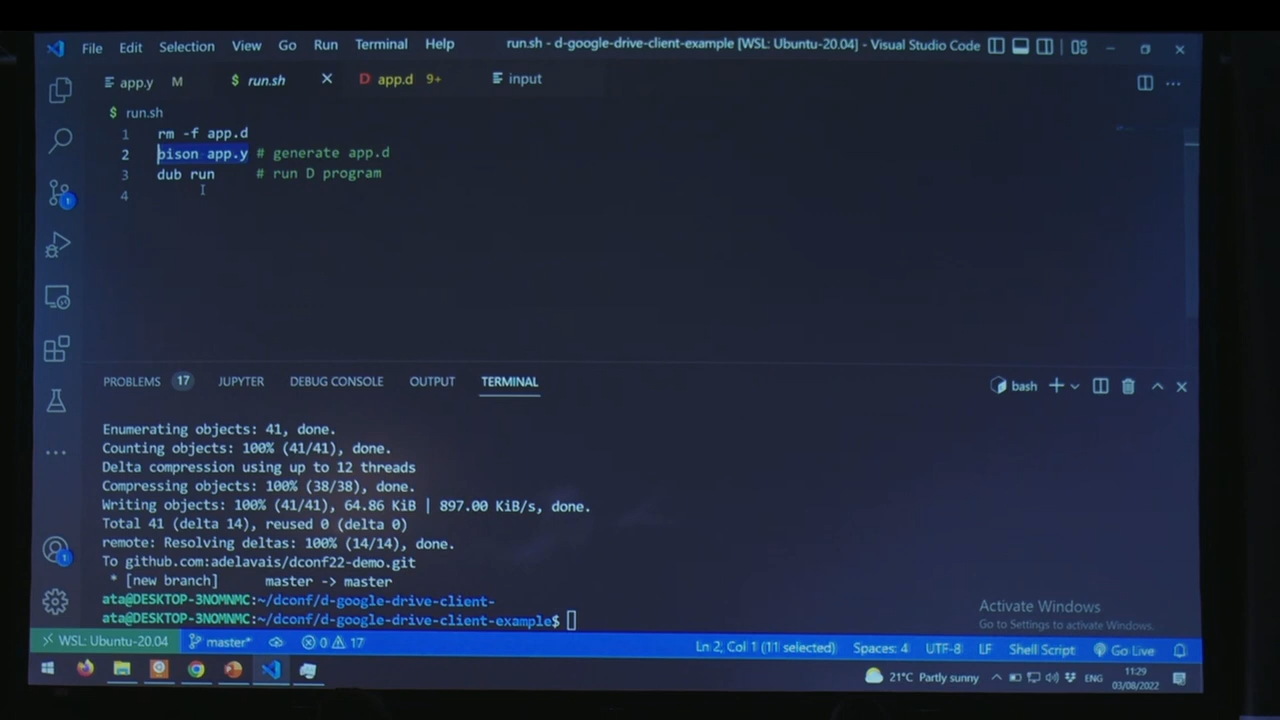 File Edit Selection View Go Run Terminal Help run.sh - d-google-drive-client-example [WSL: Ubuntu-20.04] - Visual Studio Code
app.y M $ run.sh D app.d 9+ input
$ run.sh
1 rm -f app.d
2 bison app.y # generate app.d
3 dub run # run D program
4
PROBLEMS 17 JUPYTER DEBUG CONSOLE OUTPUT TERMINAL bash
Enumerating objects: 41, done.
Counting objects: 100% (41/41), done.
Delta compression using up to 12 threads
Compressing objects: 100% (38/38), done.
Writing objects: 100% (41/41), 64.86 KiB | 897.00 KiB/s, done.
Total 41 (delta 14), reused 0 (delta 0)
remote: Resolving deltas: 100% (14/14), done.
To github.com:adelavais/dconf22-demo.git
* [new branch] master -> master
ata@DESKTOP-3NOMNMC:~/dconf/d-google-drive-client-
ata@DESKTOP-3NOMNMC:~/dconf/d-google-drive-client-example$
Activate Windows
Go to Settings to activate Windows.
WSL: Ubuntu-20.04 master* 0 17 Ln 2, Col 1 (11 selected) Spaces: 4 UTF-8 LF Shell Script Go Live
21°C Partly sunny ENG 11:29
03/08/2022